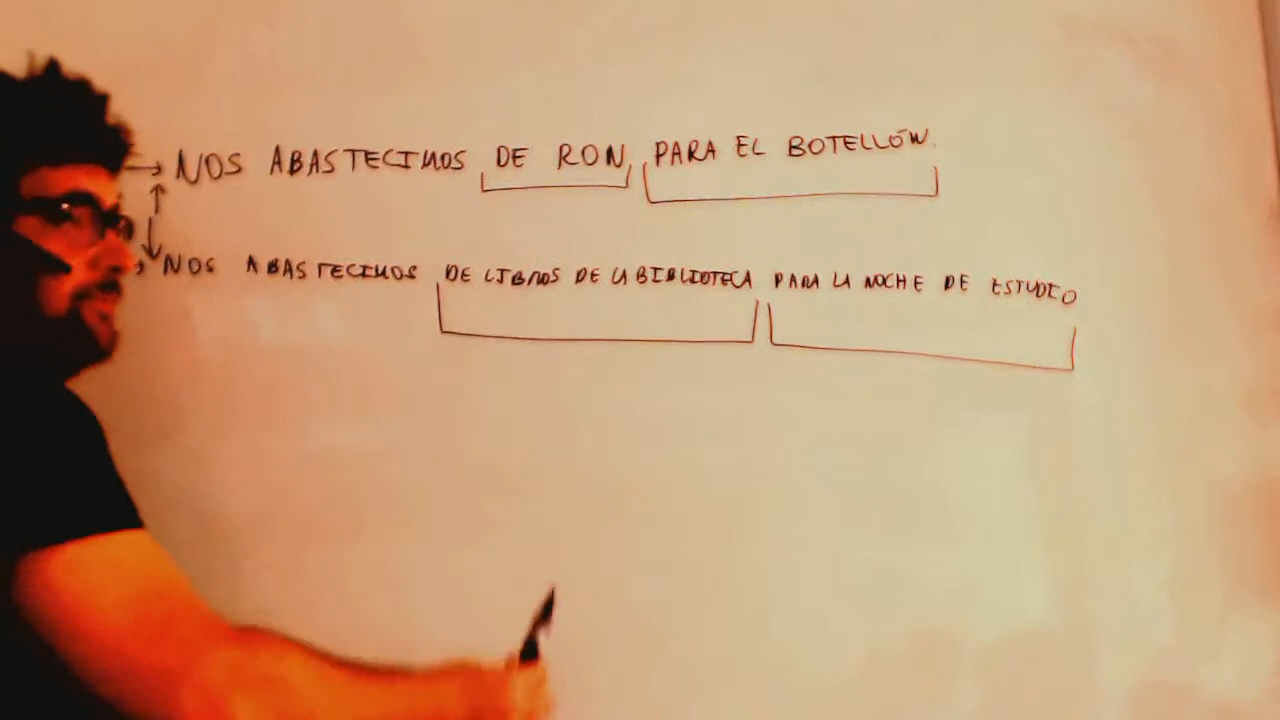 → NOS ABASTECIMOS DE RON, PARA EL BOTELLÓN.
NOS ABASTECIMOS DE LIBROS DE LA BIBLIOTECA PARA LA NOCHE DE ESTUDIO